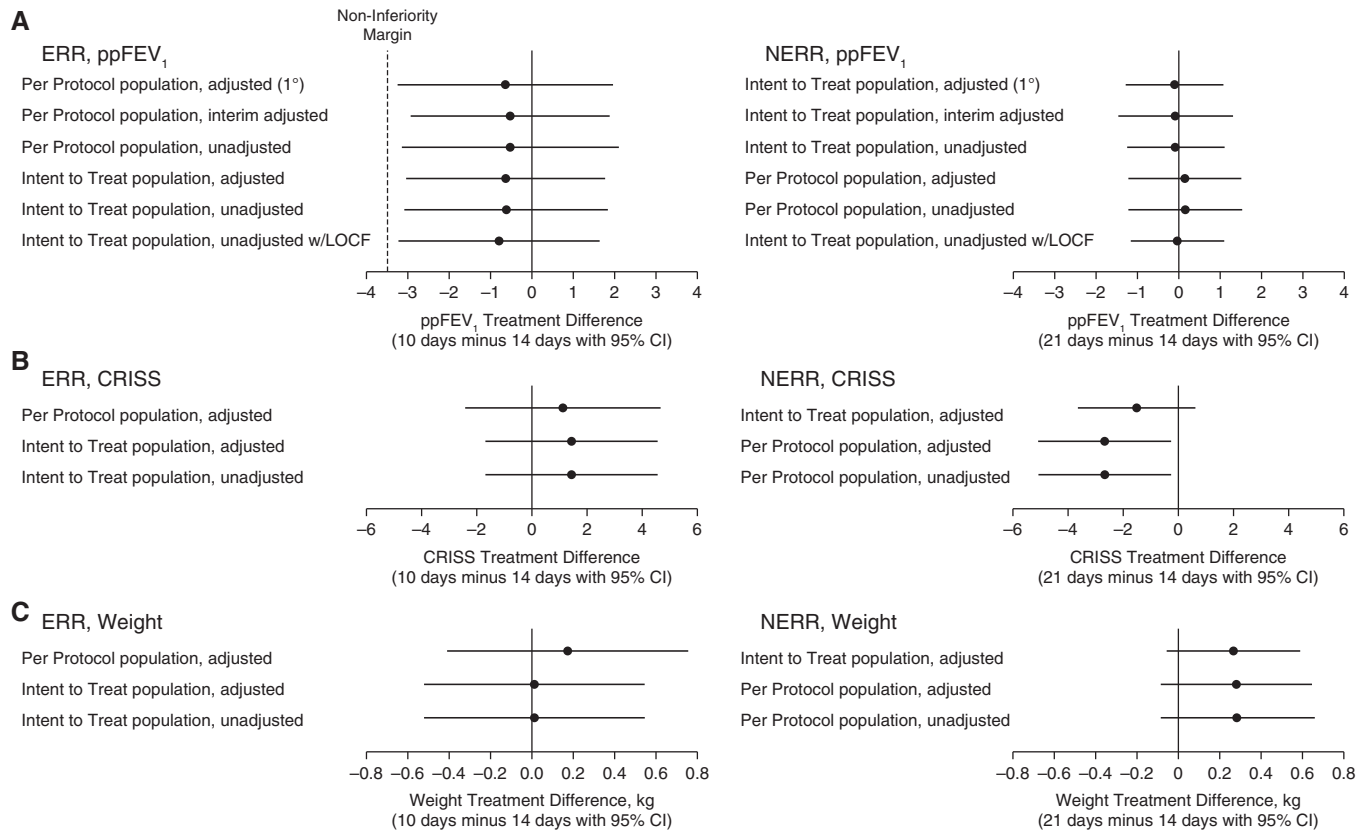 A
Non-Inferiority
Margin
ERR, ppFEV₁
Per Protocol population, adjusted (1°)
Per Protocol population, interim adjusted
Per Protocol population, unadjusted
Intent to Treat population, adjusted
Intent to Treat population, unadjusted
Intent to Treat population, unadjusted w/LOCF
−4 −3 −2 −1 0 1 2 3 4
ppFEV₁ Treatment Difference
(10 days minus 14 days with 95% CI)
NERR, ppFEV₁
Intent to Treat population, adjusted (1°)
Intent to Treat population, interim adjusted
Intent to Treat population, unadjusted
Per Protocol population, adjusted
Per Protocol population, unadjusted
Intent to Treat population, unadjusted w/LOCF
−4 −3 −2 −1 0 1 2 3 4
ppFEV₁ Treatment Difference
(21 days minus 14 days with 95% CI)
B
ERR, CRISS
Per Protocol population, adjusted
Intent to Treat population, adjusted
Intent to Treat population, unadjusted
−6 −4 −2 0 2 4 6
CRISS Treatment Difference
(10 days minus 14 days with 95% CI)
NERR, CRISS
Intent to Treat population, adjusted
Per Protocol population, adjusted
Per Protocol population, unadjusted
−6 −4 −2 0 2 4 6
CRISS Treatment Difference
(21 days minus 14 days with 95% CI)
C
ERR, Weight
Per Protocol population, adjusted
Intent to Treat population, adjusted
Intent to Treat population, unadjusted
−0.8 −0.6 −0.4 −0.2 0.0 0.2 0.4 0.6 0.8
Weight Treatment Difference, kg
(10 days minus 14 days with 95% CI)
NERR, Weight
Intent to Treat population, adjusted
Per Protocol population, adjusted
Per Protocol population, unadjusted
−0.8 −0.6 −0.4 −0.2 0 0.2 0.4 0.6 0.8
Weight Treatment Difference, kg
(21 days minus 14 days with 95% CI)